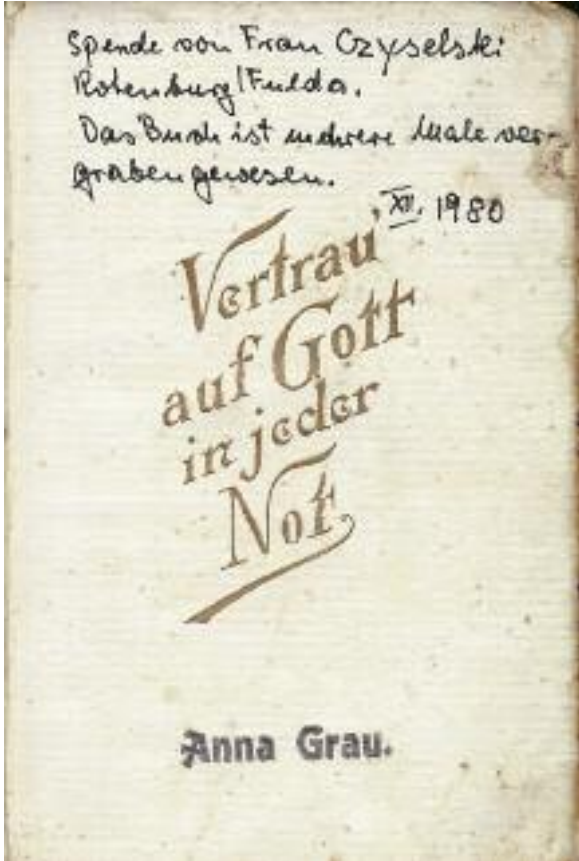 Spende von Frau Czyselski
Rotenburg/Fulda.
Das Buch ist mehrere Male ver-
graben gewesen.
XII. 1980
Vertrau'
auf Gott
in jeder
Not
Anna Grau.